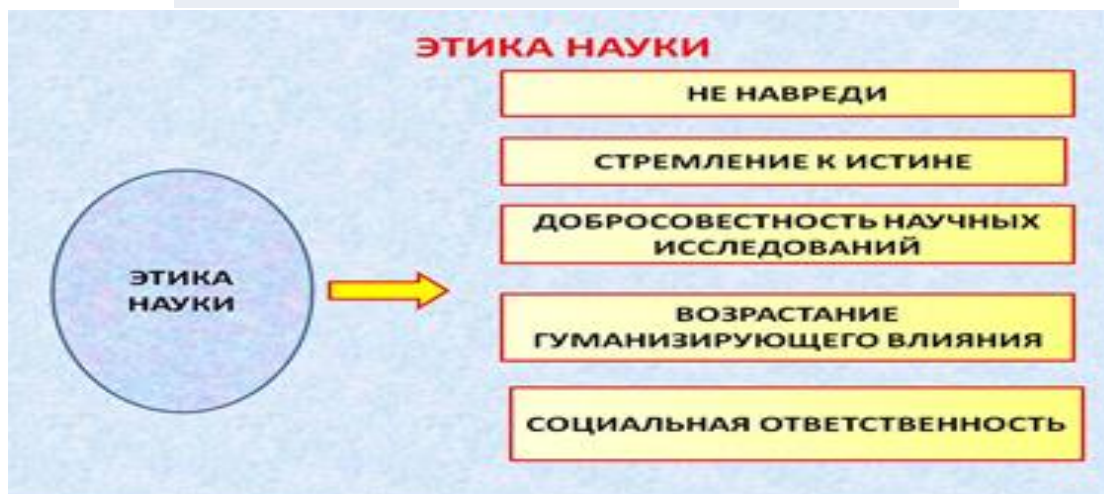 ЭТИКА НАУКИ
НЕ НАВРЕДИ
СТРЕМЛЕНИЕ К ИСТИНЕ
ДОБРОСОВЕСТНОСТЬ НАУЧНЫХ
ИССЛЕДОВАНИЙ
ЭТИКА
НАУКИ
ВОЗРАСТАНИЕ
ГУМАНИЗИРУЮЩЕГО ВЛИЯНИЯ
СОЦИАЛЬНАЯ ОТВЕТСТВЕННОСТЬ